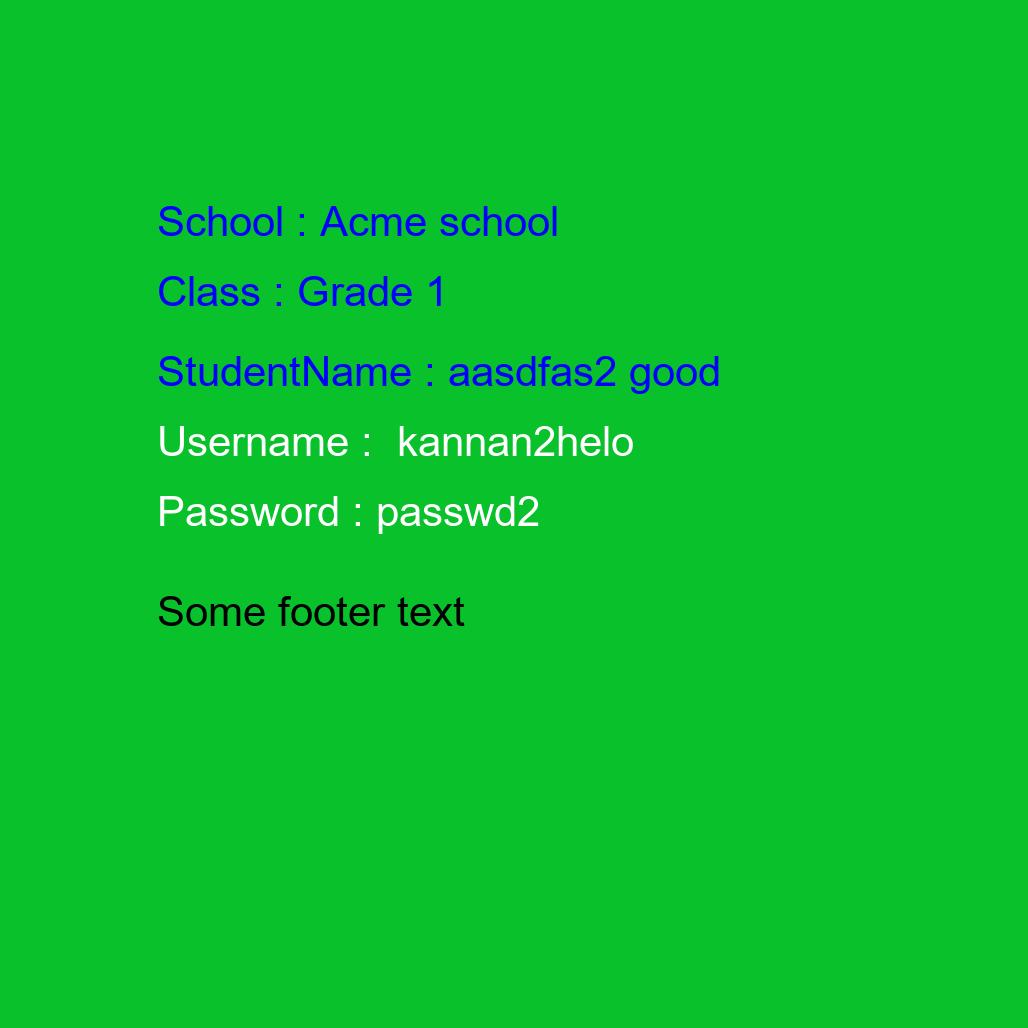 School : Acme school
Class : Grade 1
StudentName : aasdfas2 good
Username :  kannan2helo
Password : passwd2
Some footer text